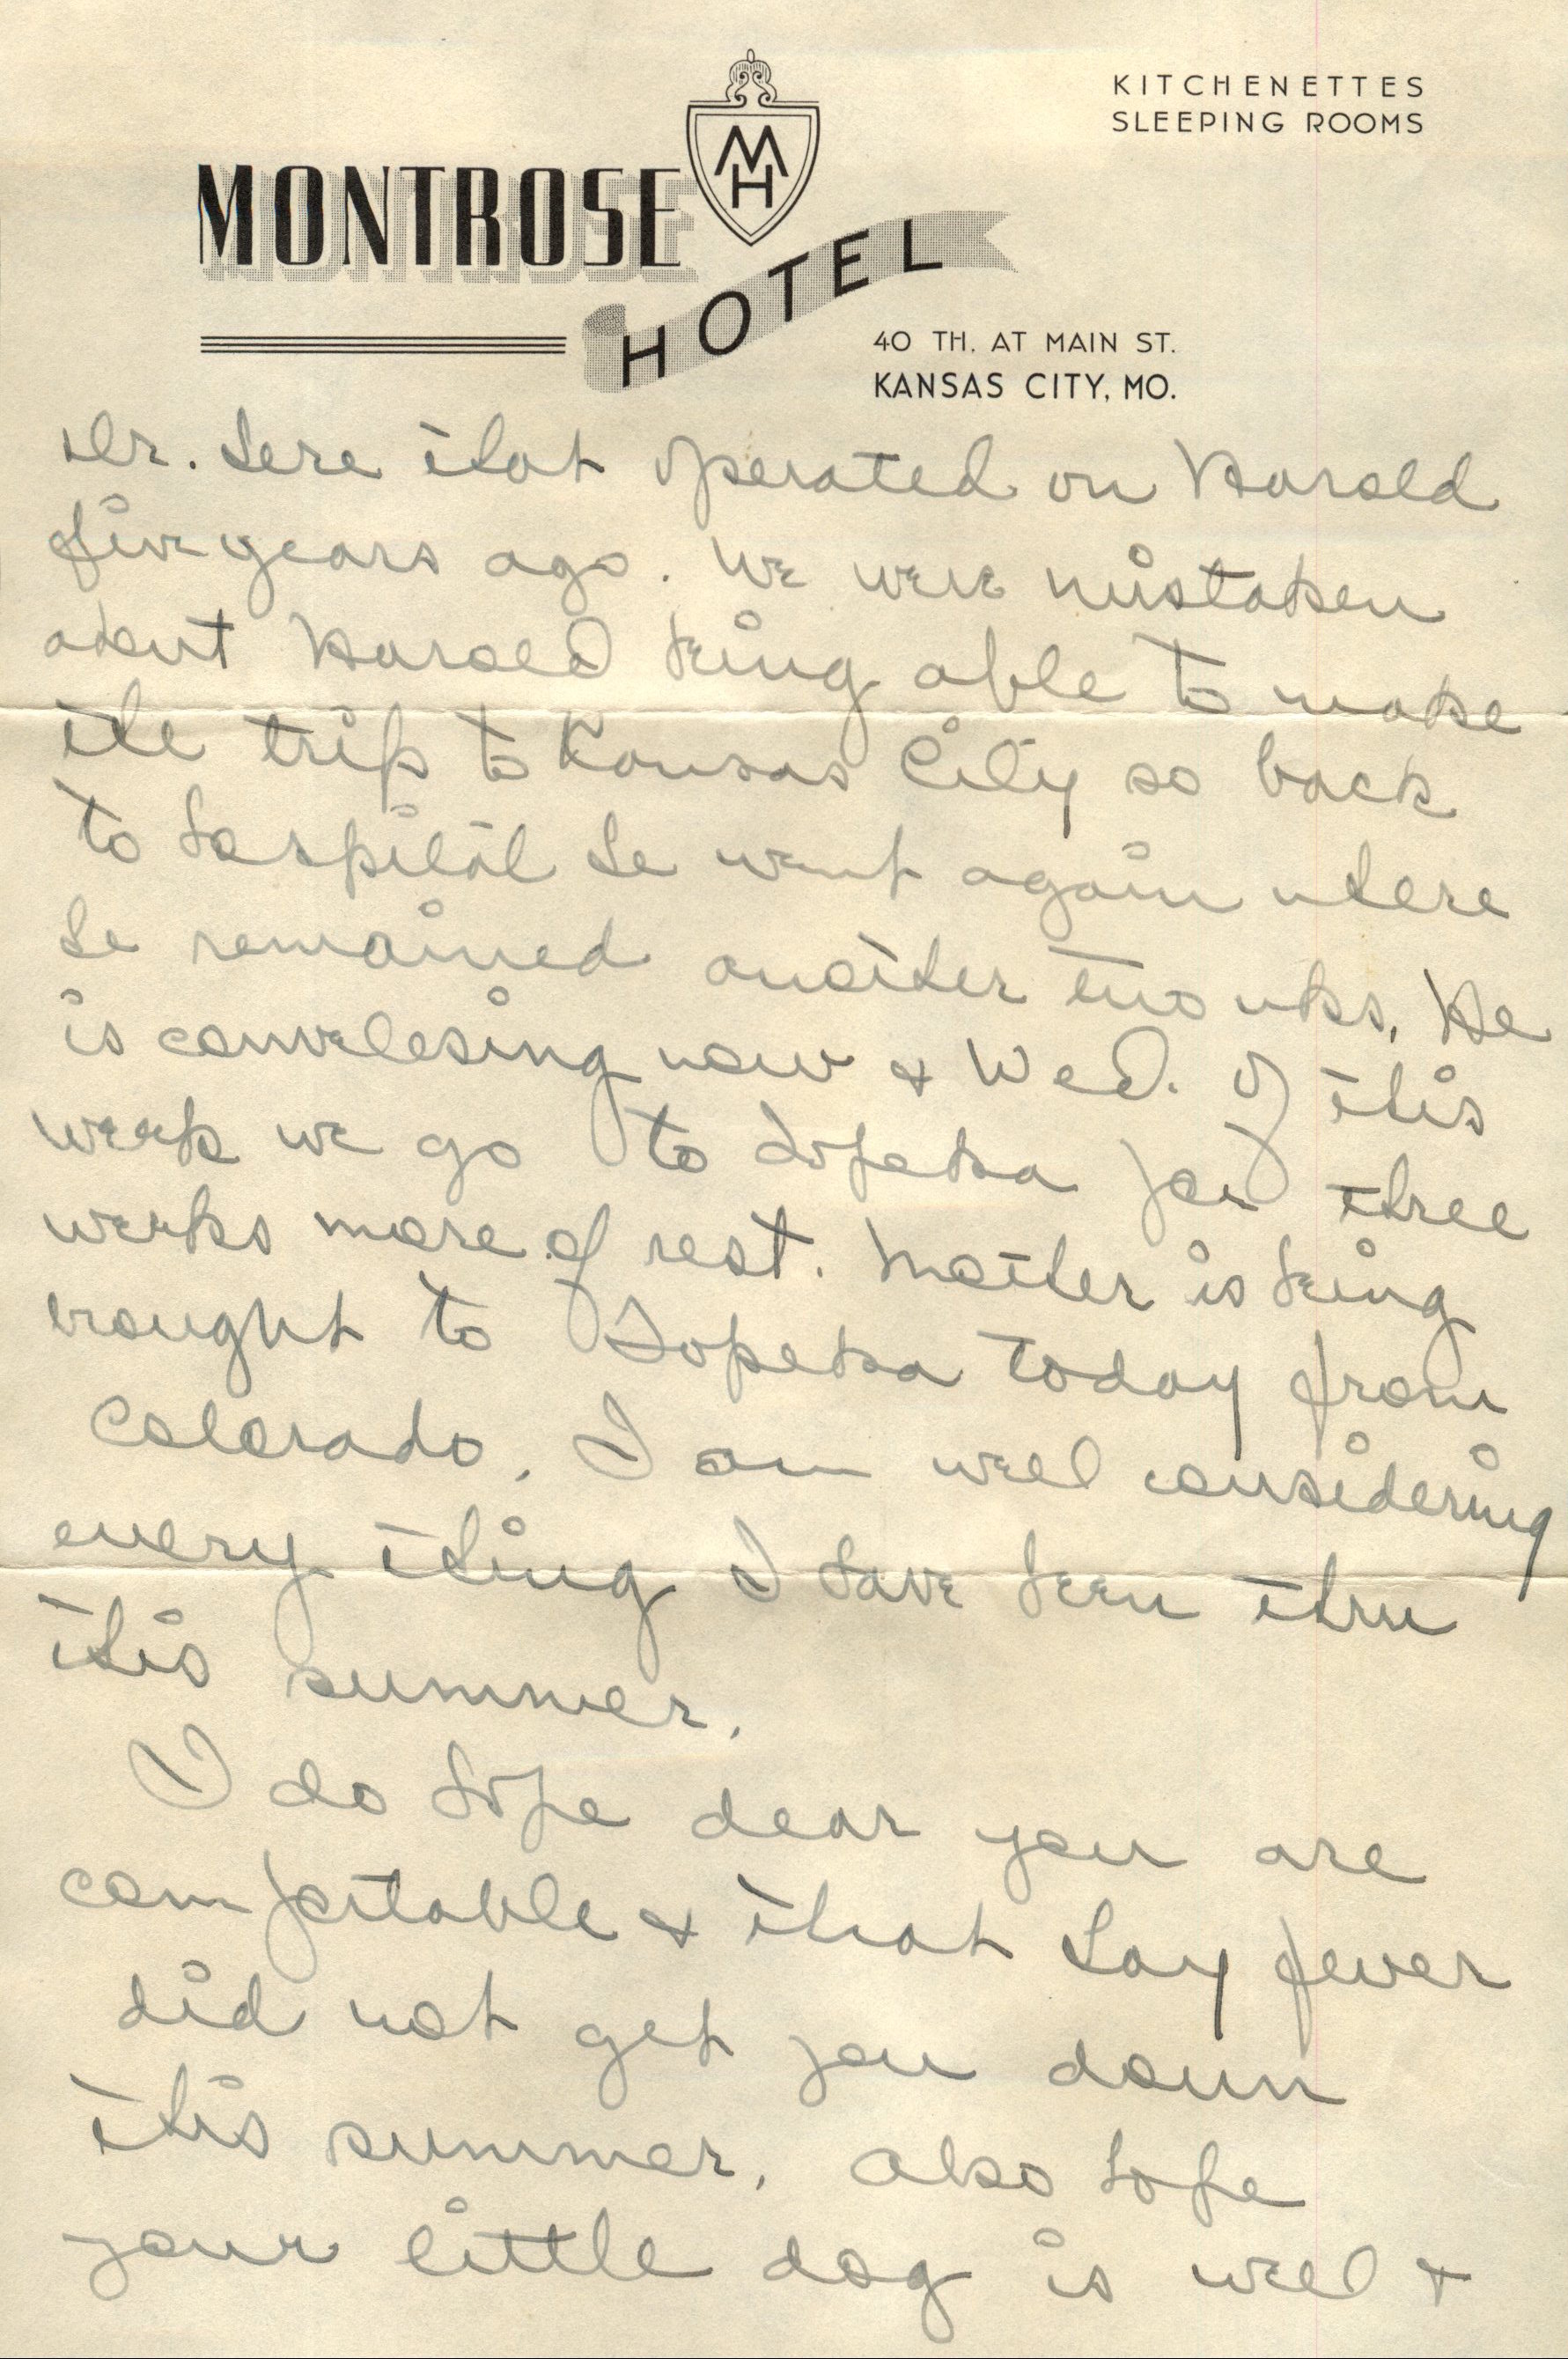 KITCHENETTES
SLEEPING ROOMS
MH
MONTROSE
HOTEL
40 TH. AT MAIN ST.
KANSAS CITY, MO.
Dr. here that operated on Harold
five years ago. We were mistaken
about Harold being able to make
the trip to Kansas City so back
to hospital he went again where
he remained another two wks. He
is convelesing now & Wed. of this
week we go to Topeka for three
weeks more of rest. Mother is being
brought to Topeka today from
Colorado. I am well considering
every thing I have been thru
this summer.
I do hope dear you are
comfortable & that hay fever
did not get you down
this summer. Also hope
your little dog is well &